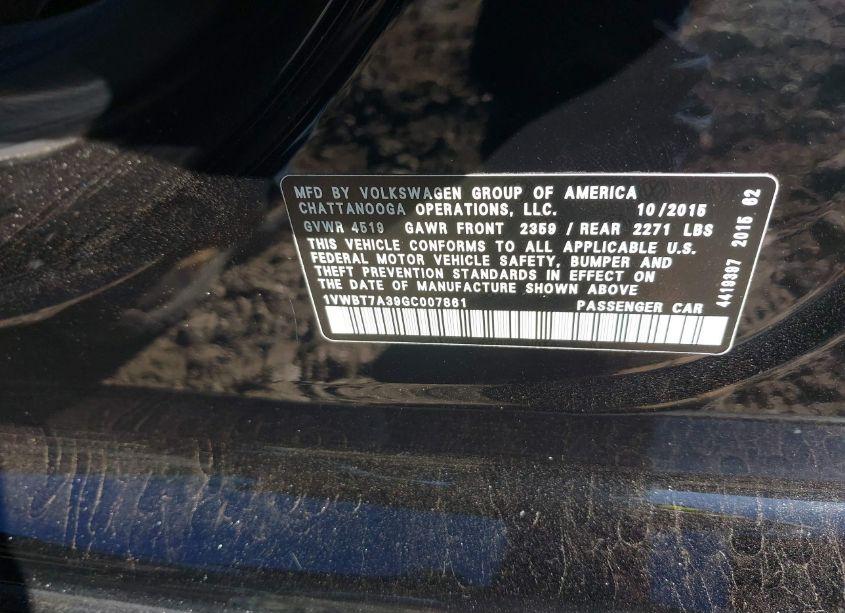 MFD BY VOLKSWAGEN GROUP OF AMERICA
CHATTANOOGA OPERATIONS, LLC. 10/2015
GVWR 4519 GAWR FRONT 2359 / REAR 2271 LBS
THIS VEHICLE CONFORMS TO ALL APPLICABLE U.S.
FEDERAL MOTOR VEHICLE SAFETY, BUMPER AND
THEFT PREVENTION STANDARDS IN EFFECT ON
THE DATE OF MANUFACTURE SHOWN ABOVE
1VWBT7A39GC007861 PASSENGER CAR
4419397 2015 62